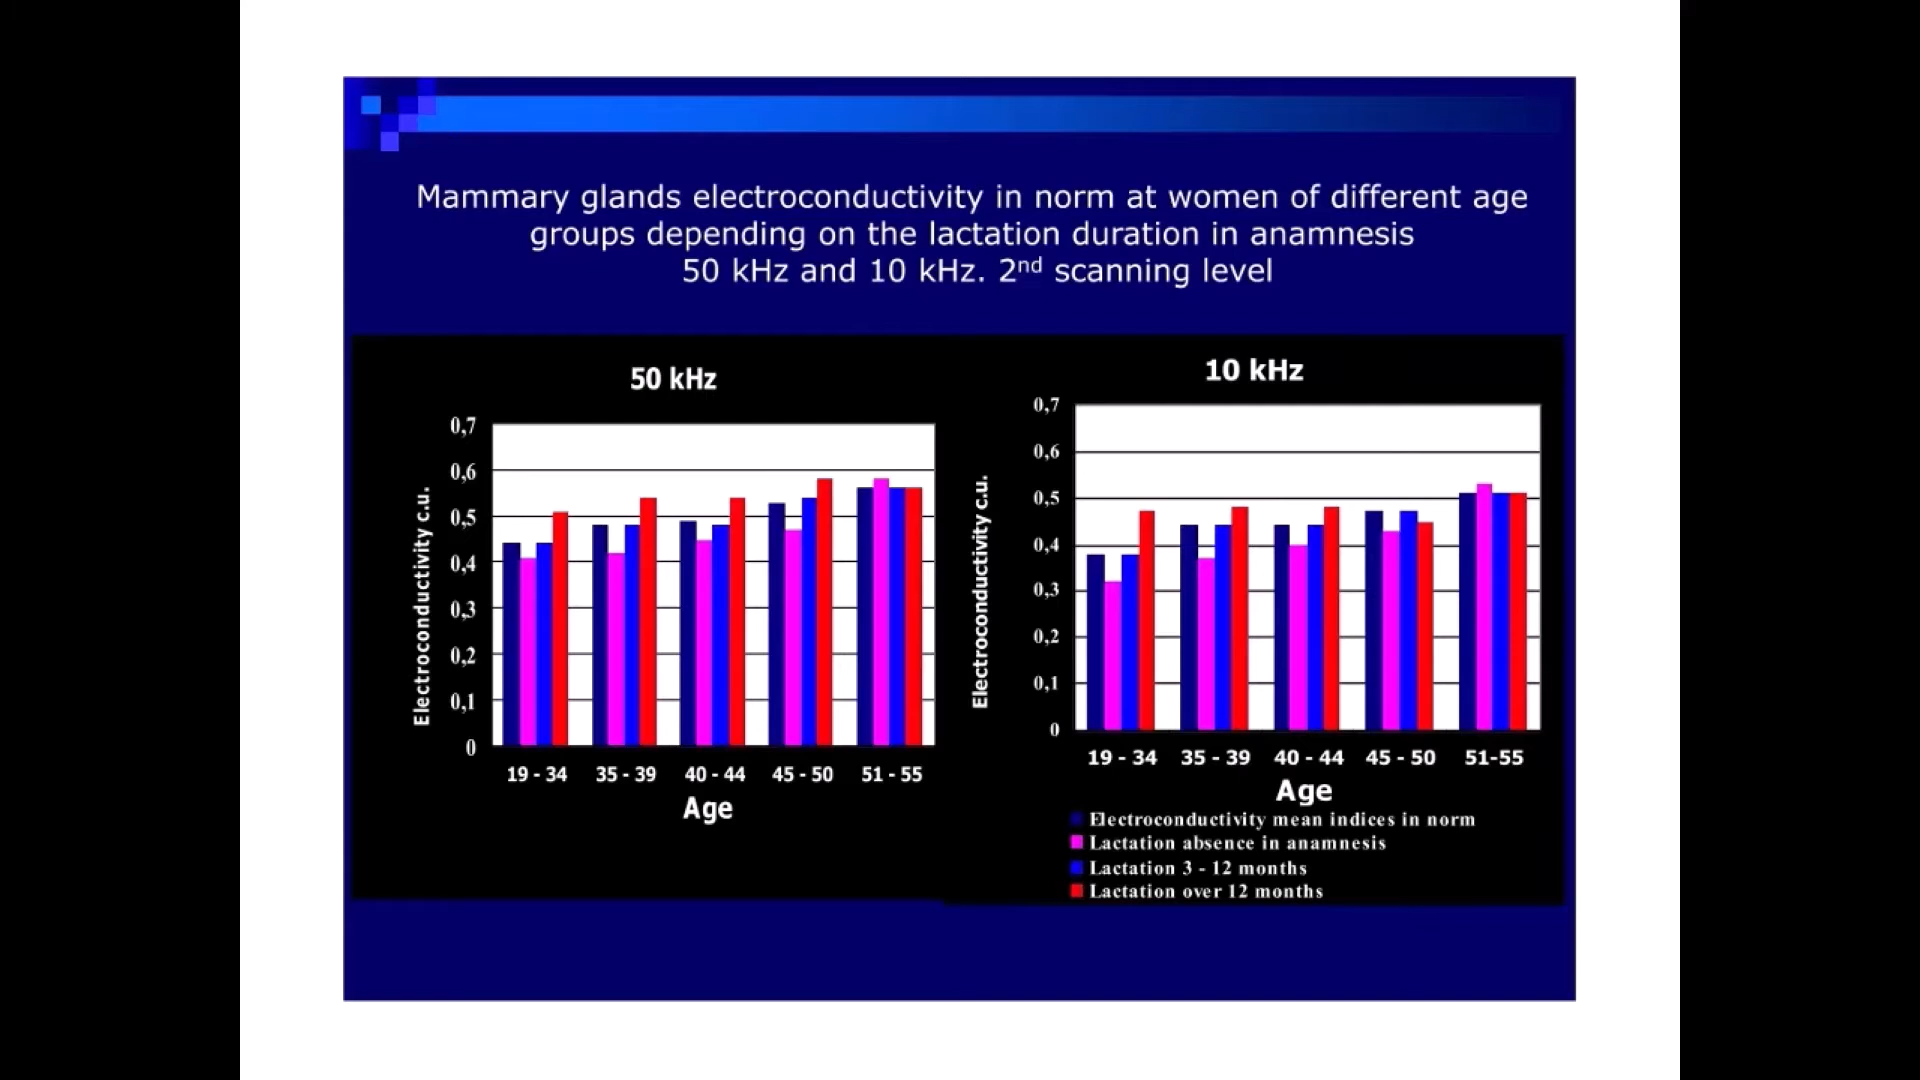 Mammary glands electroconductivity in norm at women of different age
groups depending on the lactation duration in anamnesis
50 kHz and 10 kHz. 2nd scanning level
50 kHz
Electroconductivity c.u.
0,7
0,6
0,5
0,4
0,3
0,2
0,1
0
19 - 34 35 - 39 40 - 44 45 - 50 51 - 55
Age
10 kHz
Electroconductivity c.u.
0,7
0,6
0,5
0,4
0,3
0,2
0,1
0
19 - 34 35 - 39 40 - 44 45 - 50 51-55
Age
Electroconductivity mean indices in norm
Lactation absence in anamnesis
Lactation 3 - 12 months
Lactation over 12 months